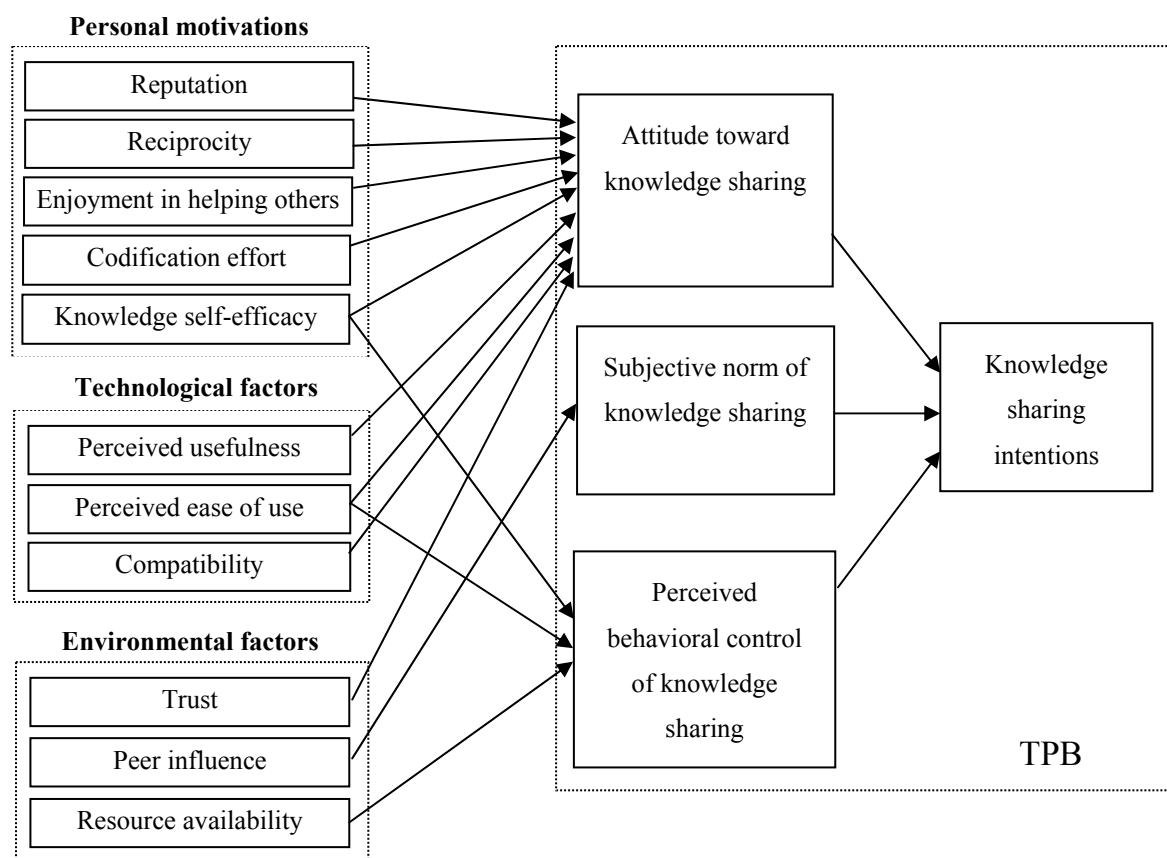 Personal motivations
Reputation
Reciprocity
Enjoyment in helping others
Codification effort
Knowledge self-efficacy
Technological factors
Perceived usefulness
Perceived ease of use
Compatibility
Environmental factors
Trust
Peer influence
Resource availability
Attitude toward
knowledge sharing
Subjective norm of
knowledge sharing
Perceived
behavioral control
of knowledge
sharing
Knowledge
sharing
intentions
TPB